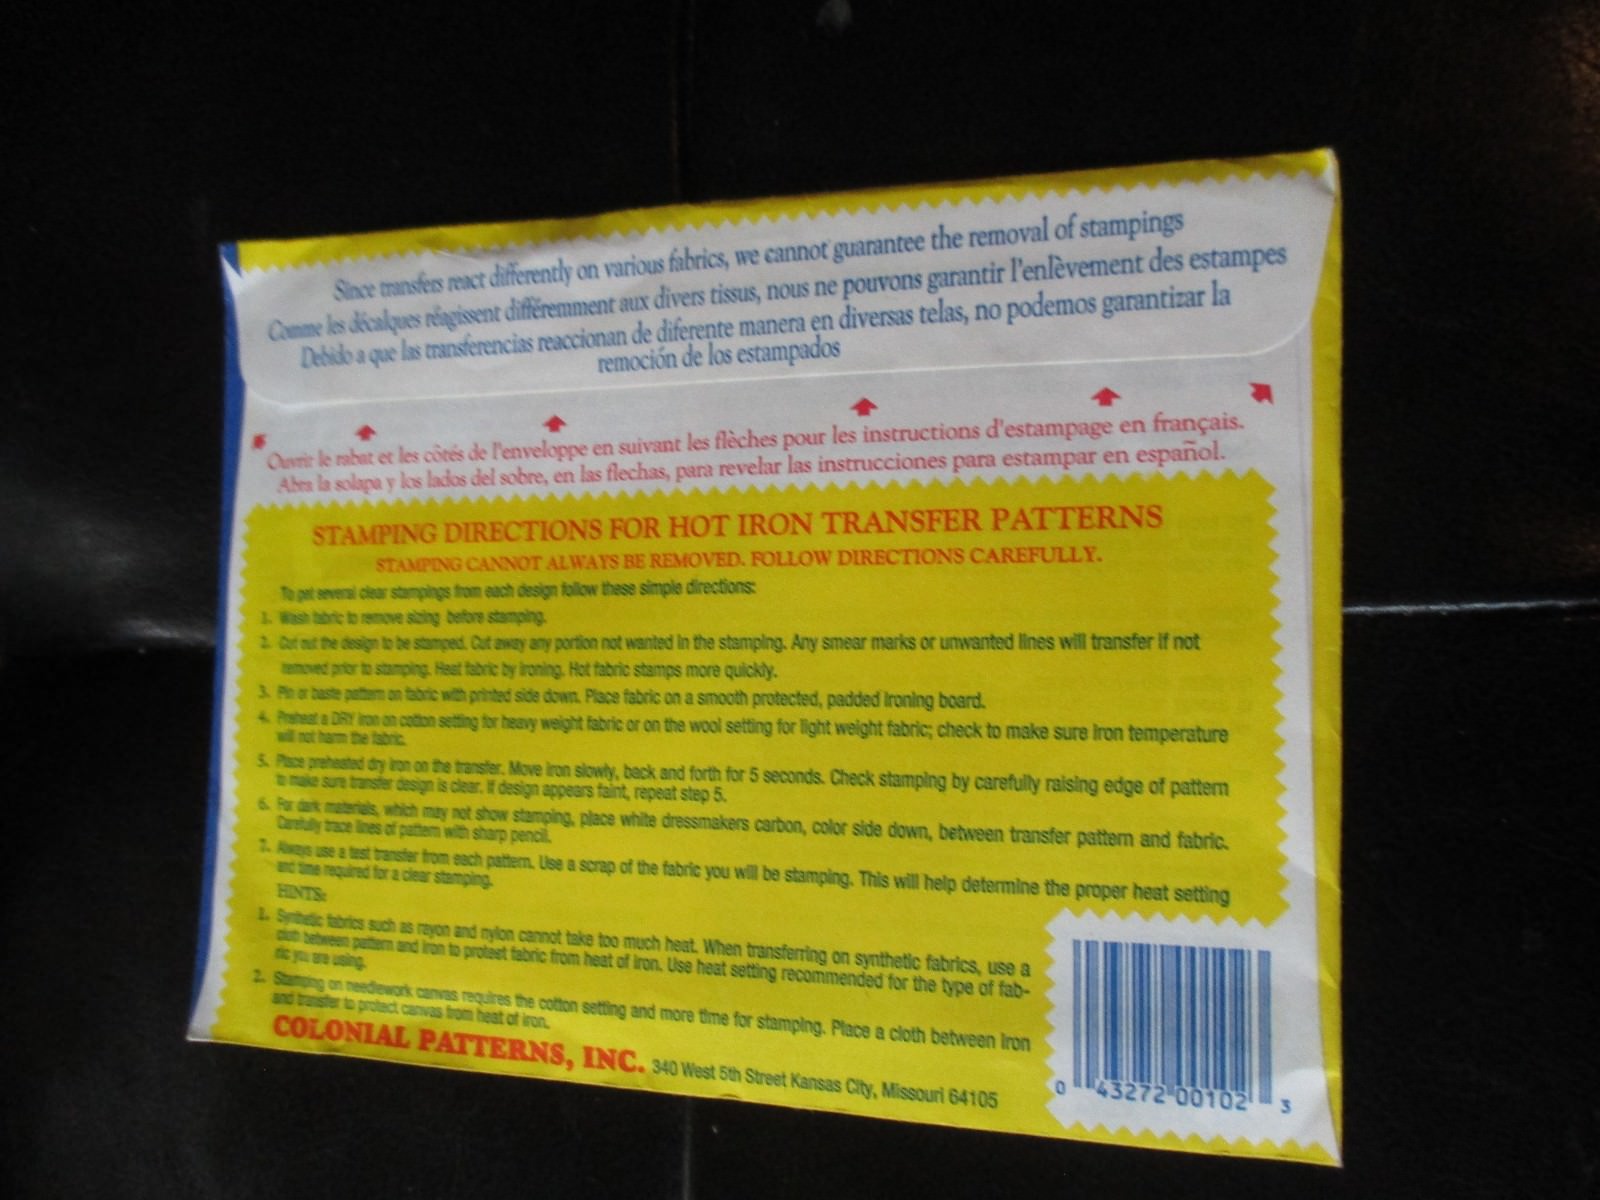 Since transfers react differently on various fabrics, we cannot guarantee the removal of stampings
Comme les décalques réagissent différemment aux divers tissus, nous ne pouvons garantir l'enlèvement des estampes
Debido a que las transferencias reaccionan de diferente manera en diversas telas, no podemos garantizar la
remoción de los estampados
Ouvrir le rabat et les côtés de l'enveloppe en suivant les flèches pour les instructions d'estampage en français.
Abra la solapa y los lados del sobre, en las flechas, para revelar las instrucciones para estampar en español.
STAMPING DIRECTIONS FOR HOT IRON TRANSFER PATTERNS
STAMPING CANNOT ALWAYS BE REMOVED. FOLLOW DIRECTIONS CAREFULLY.
To get several clear stampings from each design follow these simple directions:
1. Wash fabric to remove sizing before stamping.
2. Cut out the design to be stamped. Cut away any portion not wanted in the stamping. Any smear marks or unwanted lines will transfer if not
removed prior to stamping. Heat fabric by ironing. Hot fabric stamps more quickly.
3. Pin or baste pattern on fabric with printed side down. Place fabric on a smooth protected, padded ironing board.
4. Preheat a DRY iron on cotton setting for heavy weight fabric or on the wool setting for light weight fabric; check to make sure iron temperature
will not harm the fabric.
5. Place preheated dry iron on the transfer. Move iron slowly, back and forth for 5 seconds. Check stamping by carefully raising edge of pattern
to make sure transfer design is clear. If design appears faint, repeat step 5.
6. For dark materials, which may not show stamping, place white dressmakers carbon, color side down, between transfer pattern and fabric.
Carefully trace lines of pattern with sharp pencil.
7. Always use a test transfer from each pattern. Use a scrap of the fabric you will be stamping. This will help determine the proper heat setting
and time required for a clear stamping.
HINTS:
1. Synthetic fabrics such as rayon and nylon cannot take too much heat. When transferring on synthetic fabrics, use a
cloth between pattern and iron to protect fabric from heat of iron. Use heat setting recommended for the type of fab-
ric you are using.
2. Stamping on needlework canvas requires the cotton setting and more time for stamping. Place a cloth between iron
and transfer to protect canvas from heat of iron.
COLONIAL PATTERNS, INC. 340 West 5th Street Kansas City, Missouri 64105
0 43272 00102 3